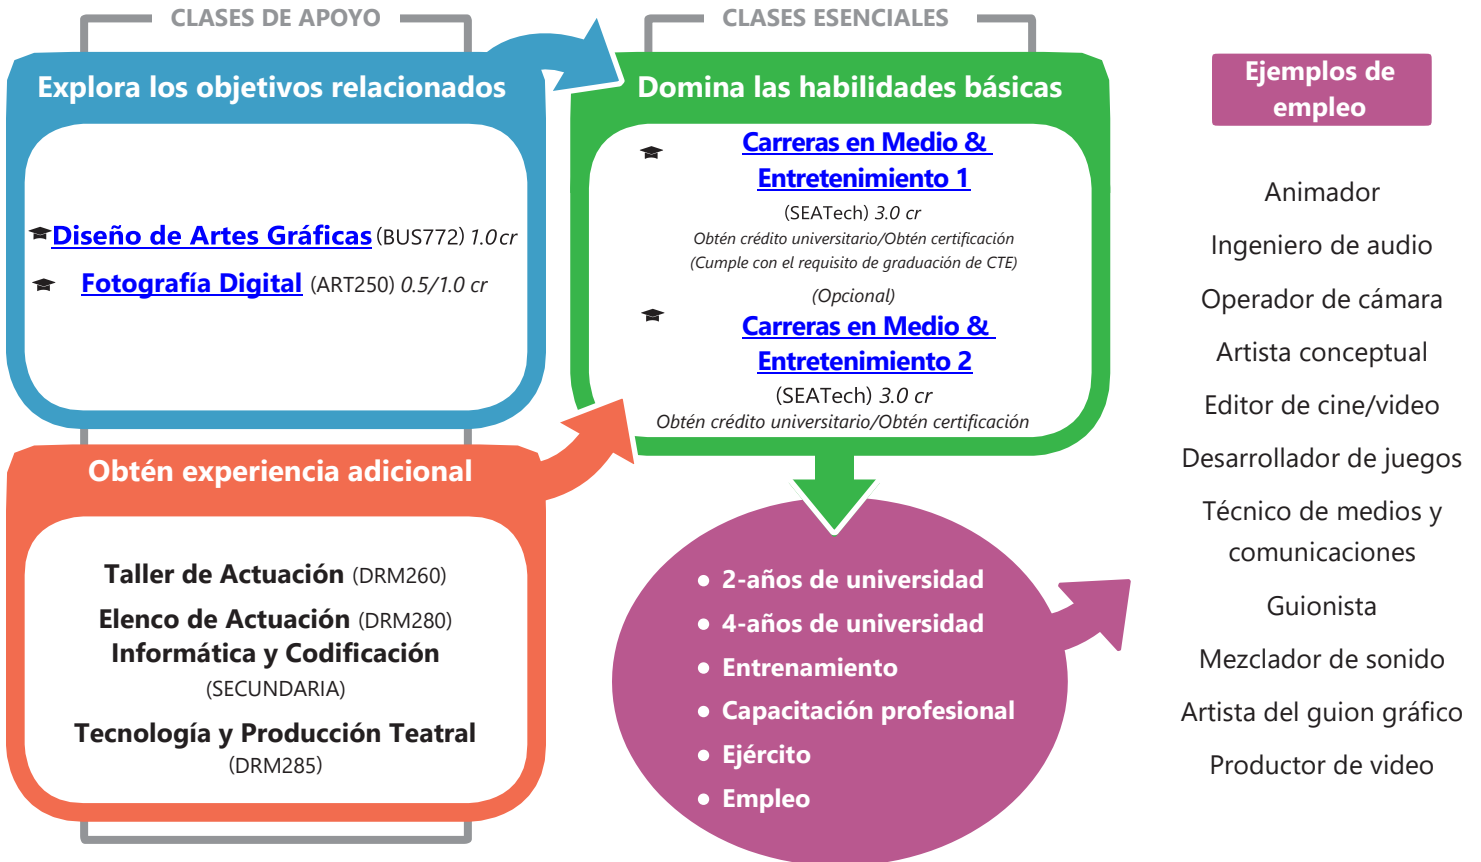 CLASES DE APOYO
Explora los objetivos relacionados
Diseño de Artes Gráficas (BUS772) 1.0 cr
Fotografía Digital (ART250) 0.5/1.0 cr
Obtén experiencia adicional
Taller de Actuación (DRM260)
Elenco de Actuación (DRM280)
Informática y Codificación
(SECUNDARIA)
Tecnología y Producción Teatral
(DRM285)
CLASES ESENCIALES
Domina las habilidades básicas
Carreras en Medio &
Entretenimiento 1
(SEATech) 3.0 cr
Obtén crédito universitario/Obtén certificación
(Cumple con el requisito de graduación de CTE)
(Opcional)
Carreras en Medio &
Entretenimiento 2
(SEATech) 3.0 cr
Obtén crédito universitario/Obtén certificación
• 2-años de universidad
• 4-años de universidad
• Entrenamiento
• Capacitación profesional
• Ejército
• Empleo
Ejemplos de
empleo
Animador
Ingeniero de audio
Operador de cámara
Artista conceptual
Editor de cine/video
Desarrollador de juegos
Técnico de medios y
comunicaciones
Guionista
Mezclador de sonido
Artista del guion gráfico
Productor de video